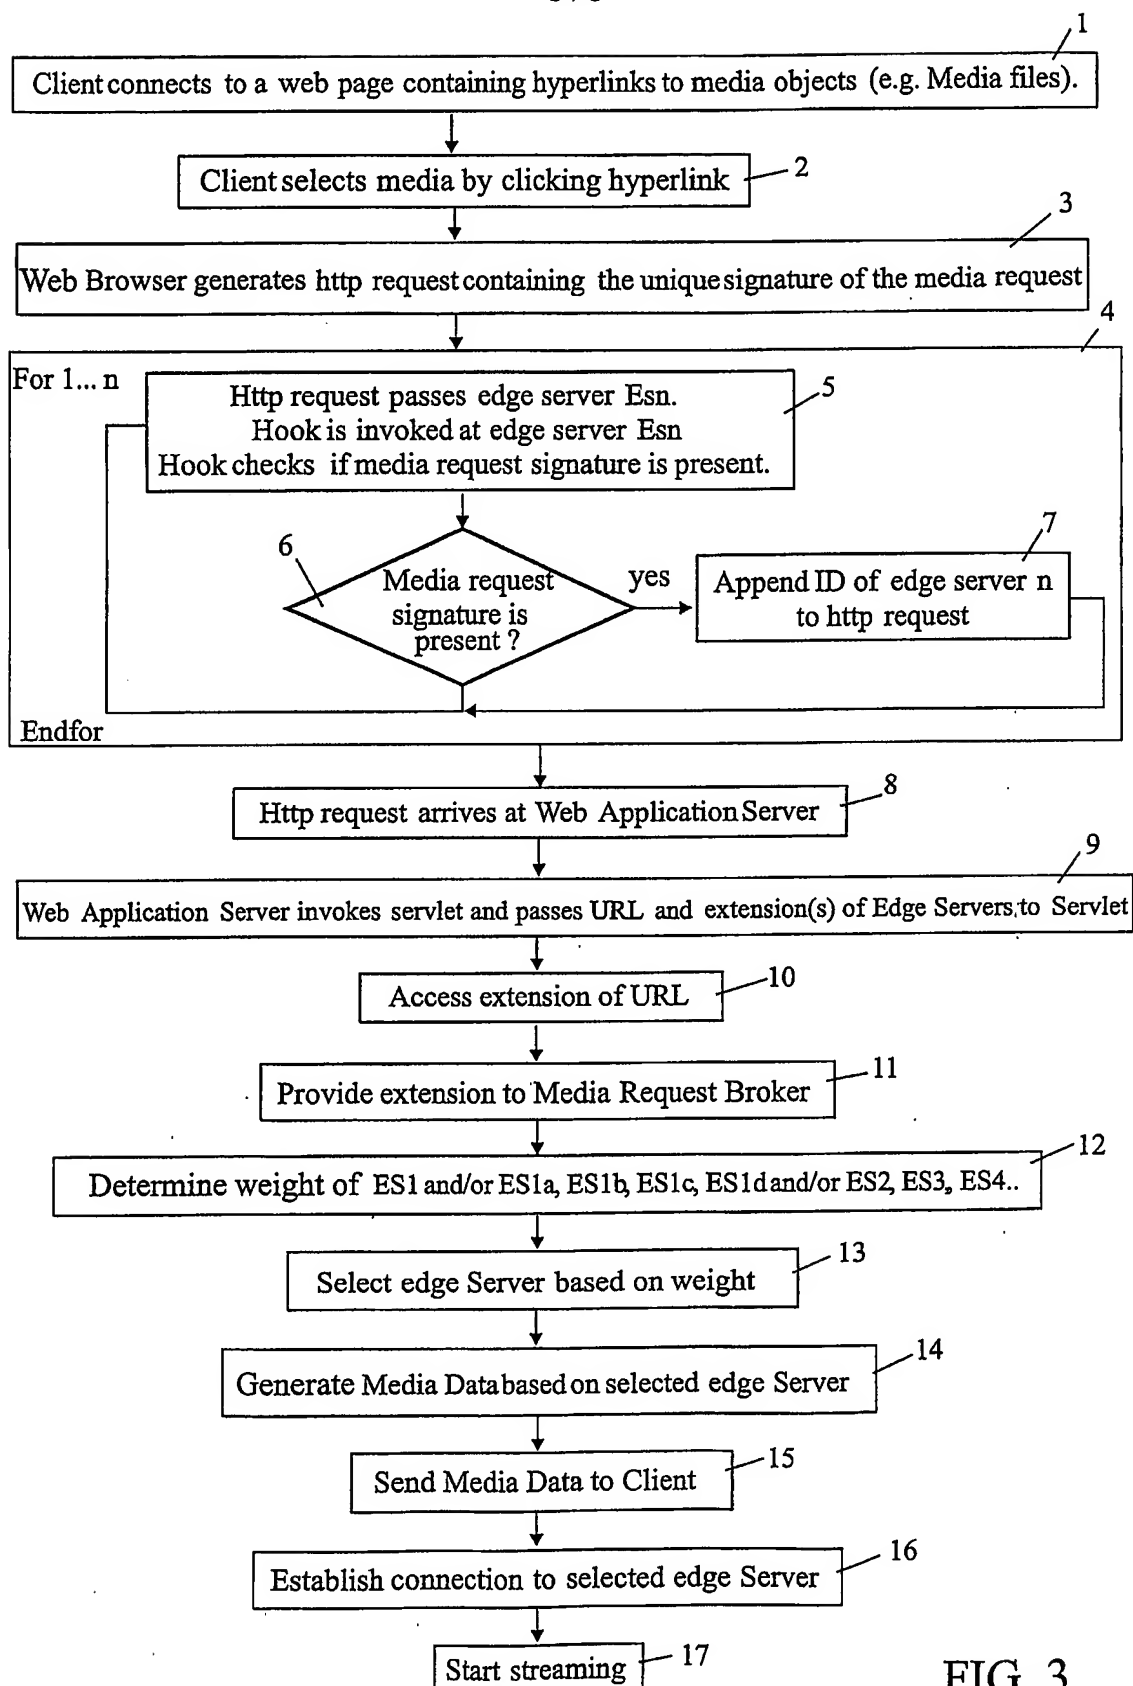 1
Client connects to a web page containing hyperlinks to media objects (e.g. Media files).
Client selects media by clicking hyperlink
2
3
Web Browser generates http request containing the unique signature of the media request
4
For 1... n
Http request passes edge server Esn.
Hook is invoked at edge server Esn
Hook checks if media request signature is present.
5
6
Media request
signature is
present ?
yes
7
Append ID of edge server n
to http request
Endfor
8
Http request arrives at Web Application Server
9
Web Application Server invokes servlet and passes URL and extension(s) of Edge Servers to Servlet
10
Access extension of URL
11
Provide extension to Media Request Broker
12
Determine weight of ES1 and/or ES1a, ES1b, ES1c, ES1d and/or ES2, ES3, ES4..
13
Select edge Server based on weight
14
Generate Media Data based on selected edge Server
15
Send Media Data to Client
16
Establish connection to selected edge Server
17
Start streaming
FIG. 3